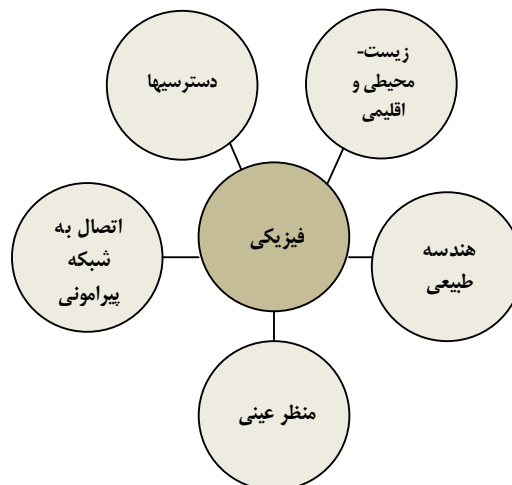 زیست-
محیطی و
اقلیمی
دسترسیها
فیزیکی
هندسه
طبیعی
اتصال به
شبکه
پیرامونی
منظر عینی